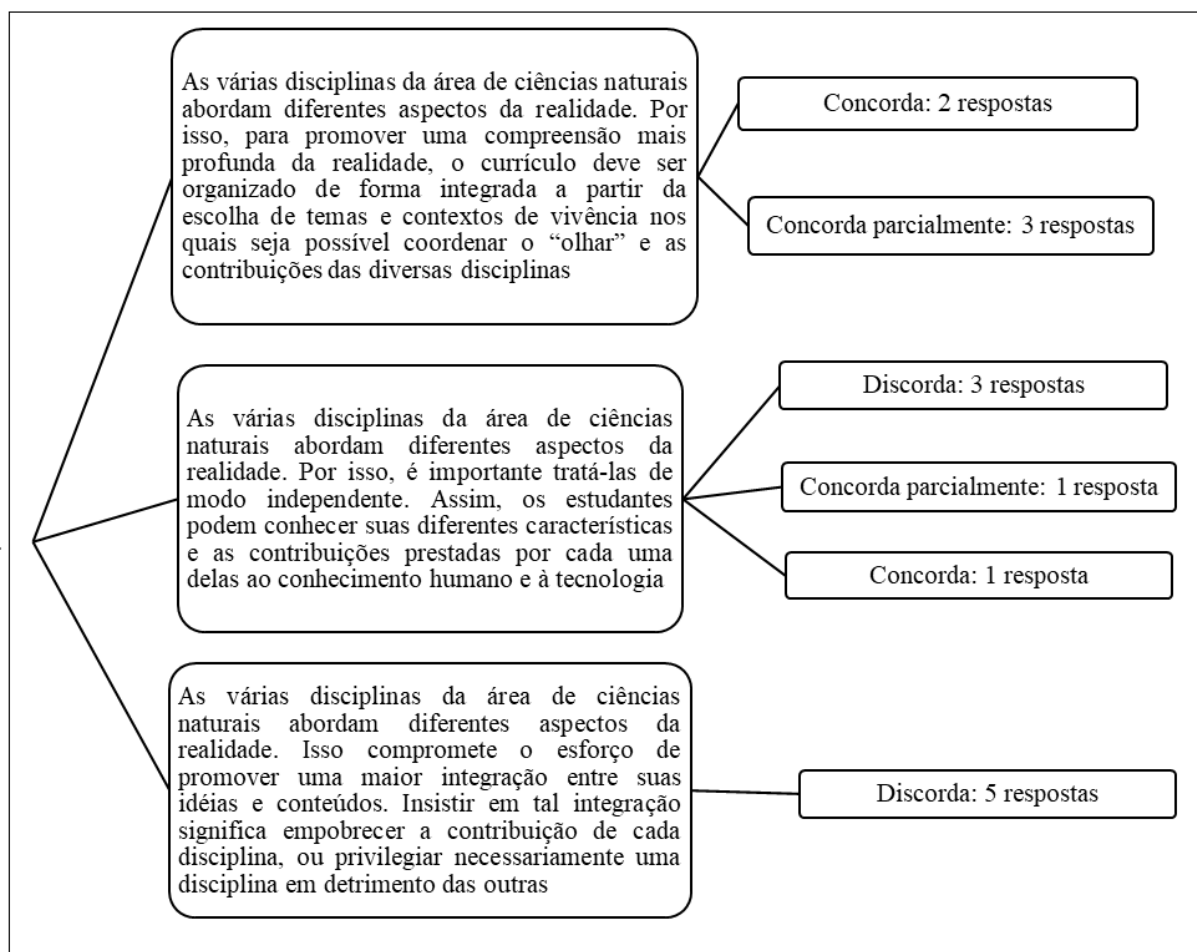 As várias disciplinas da área de ciências naturais
abordam diferentes aspectos da realidade. Por
isso, para promover uma compreensão mais
profunda da realidade, o currículo deve ser
organizado de forma integrada a partir da
escolha de temas e contextos de vivência nos
quais seja possível coordenar o “olhar” e as
contribuições das diversas disciplinas
Concorda: 2 respostas
Concorda parcialmente: 3 respostas
As várias disciplinas da área de ciências
naturais abordam diferentes aspectos da
realidade. Por isso, é importante tratá-las de
modo independente. Assim, os estudantes
podem conhecer suas diferentes características
e as contribuições prestadas por cada uma
delas ao conhecimento humano e à tecnologia
Discorda: 3 respostas
Concorda parcialmente: 1 resposta
Concorda: 1 resposta
As várias disciplinas da área de ciências
naturais abordam diferentes aspectos da
realidade. Isso compromete o esforço de
promover uma maior integração entre suas
idéias e conteúdos. Insistir em tal integração
significa empobrecer a contribuição de cada
disciplina, ou privilegiar necessariamente uma
disciplina em detrimento das outras
Discorda: 5 respostas